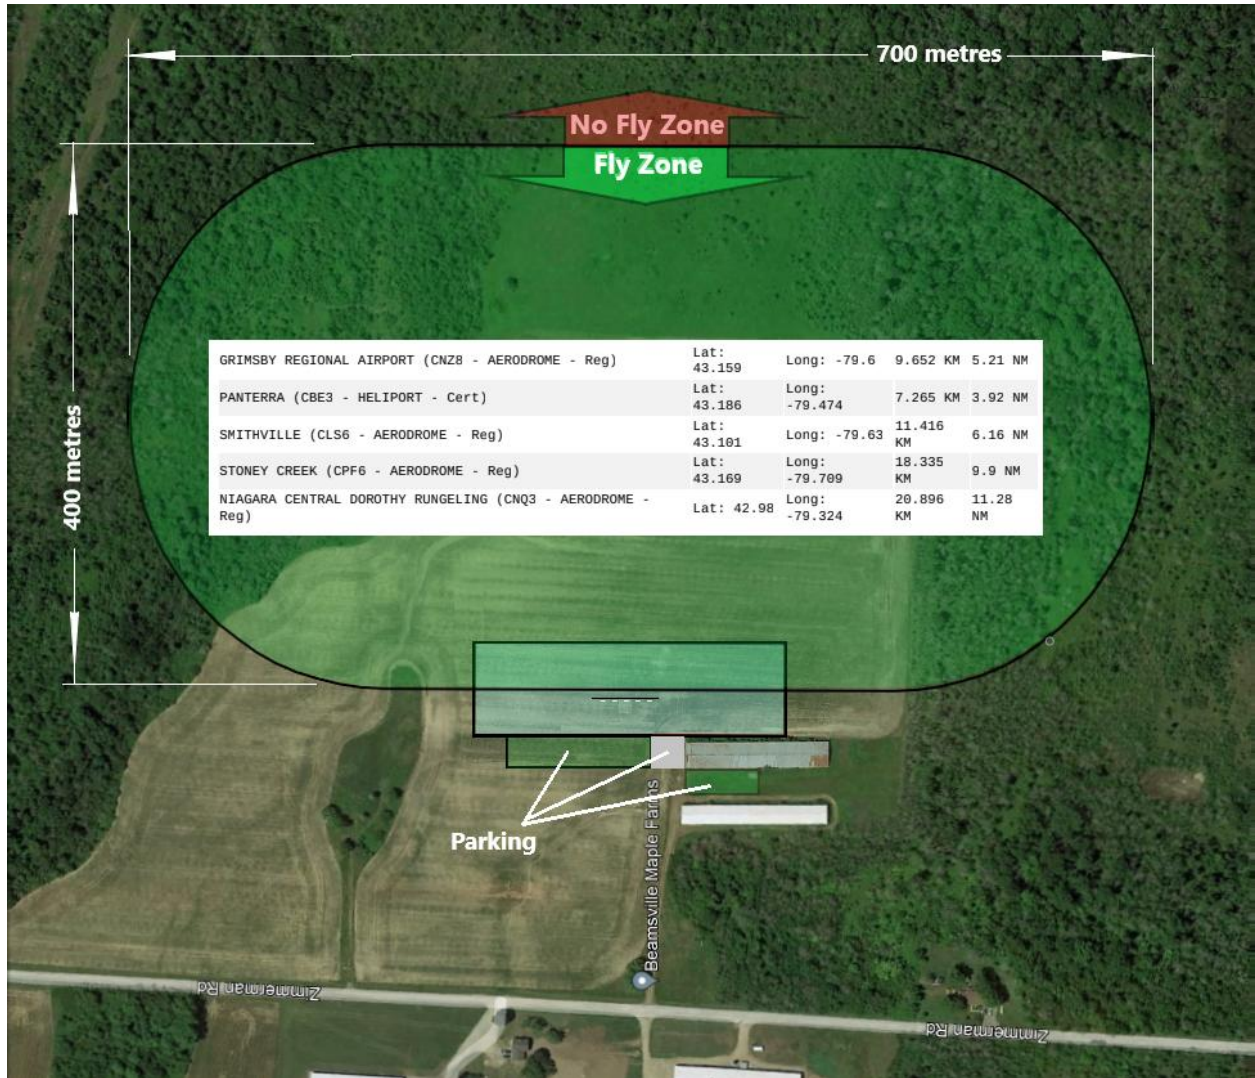 700 metres
No Fly Zone
Fly Zone
400 metres
GRIMSBY REGIONAL AIRPORT (CNZ8 - AERODROME - Reg) Lat: 43.159 Long: -79.6 9.652 KM 5.21 NM
PANTERRA (CBE3 - HELIPORT - Cert) Lat: 43.186 Long: -79.474 7.265 KM 3.92 NM
SMITHVILLE (CLS6 - AERODROME - Reg) Lat: 43.101 Long: -79.63 11.416 KM 6.16 NM
STONEY CREEK (CPF6 - AERODROME - Reg) Lat: 43.169 Long: -79.709 18.335 KM 9.9 NM
NIAGARA CENTRAL DOROTHY RUNGELING (CNQ3 - AERODROME - Reg) Lat: 42.98 Long: -79.324 20.896 KM 11.28 NM
Parking
Beamsville Maple Farms
Zimmerman Rd
Zimmerman Rd